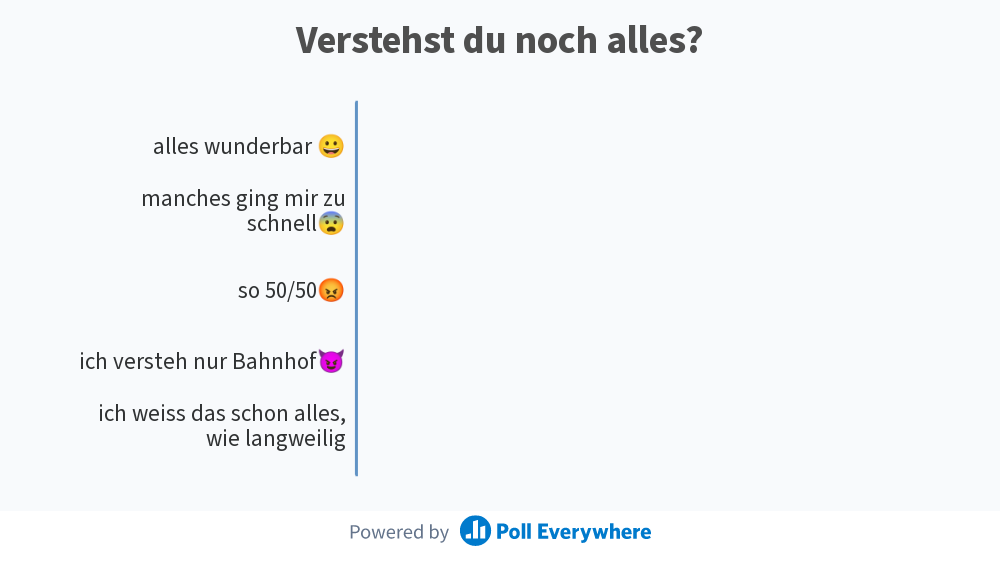 Verstehst du noch alles?
alles wunderbar 😀
manches ging mir zu
schnell😨
so 50/50😡
ich versteh nur Bahnhof😈
ich weiss das schon alles,
wie langweilig
Powered by Poll Everywhere